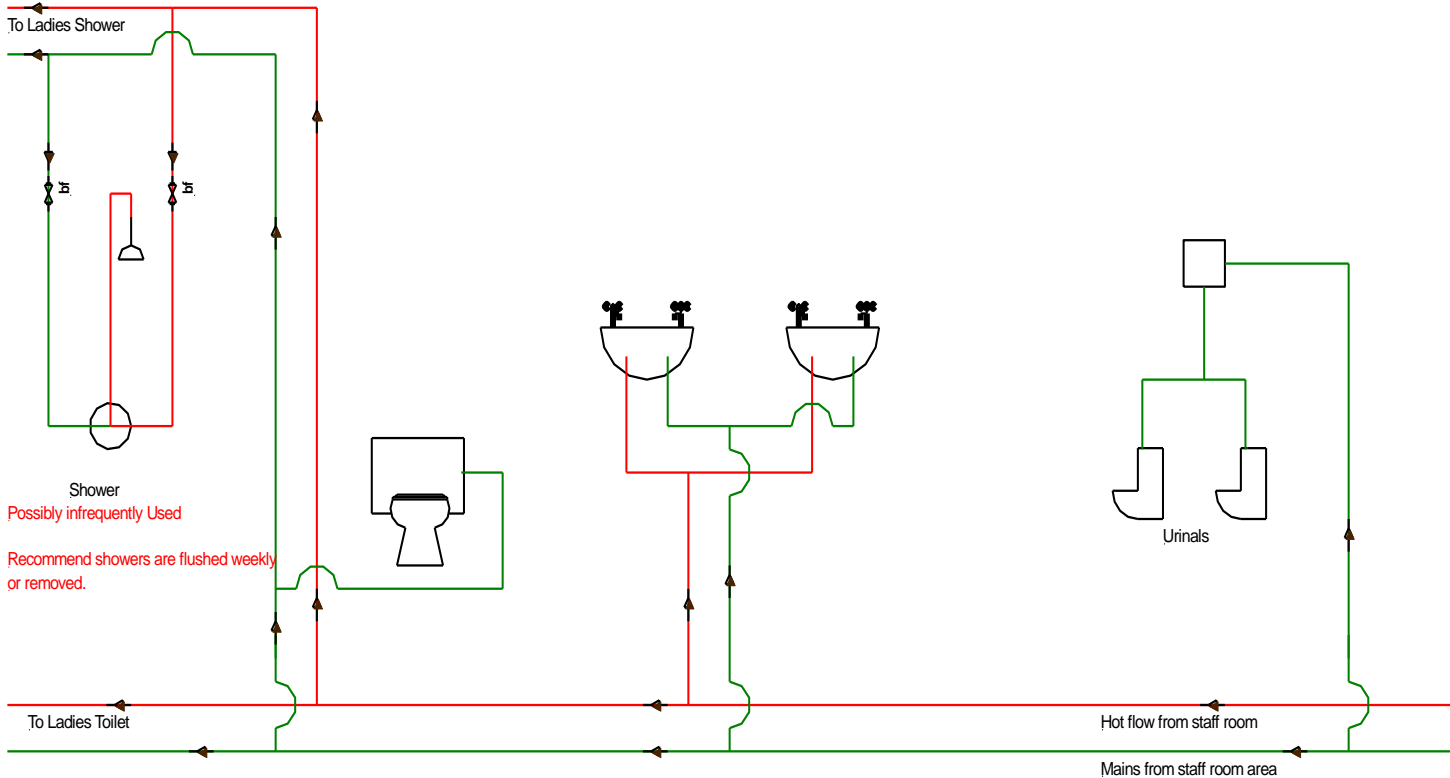 To Ladies Shower
bf
bf
Shower
Possibly infrequently Used
Recommend showers are flushed weekly
or removed.
Urinals
To Ladies Toilet
Hot flow from staff room
Mains from staff room area